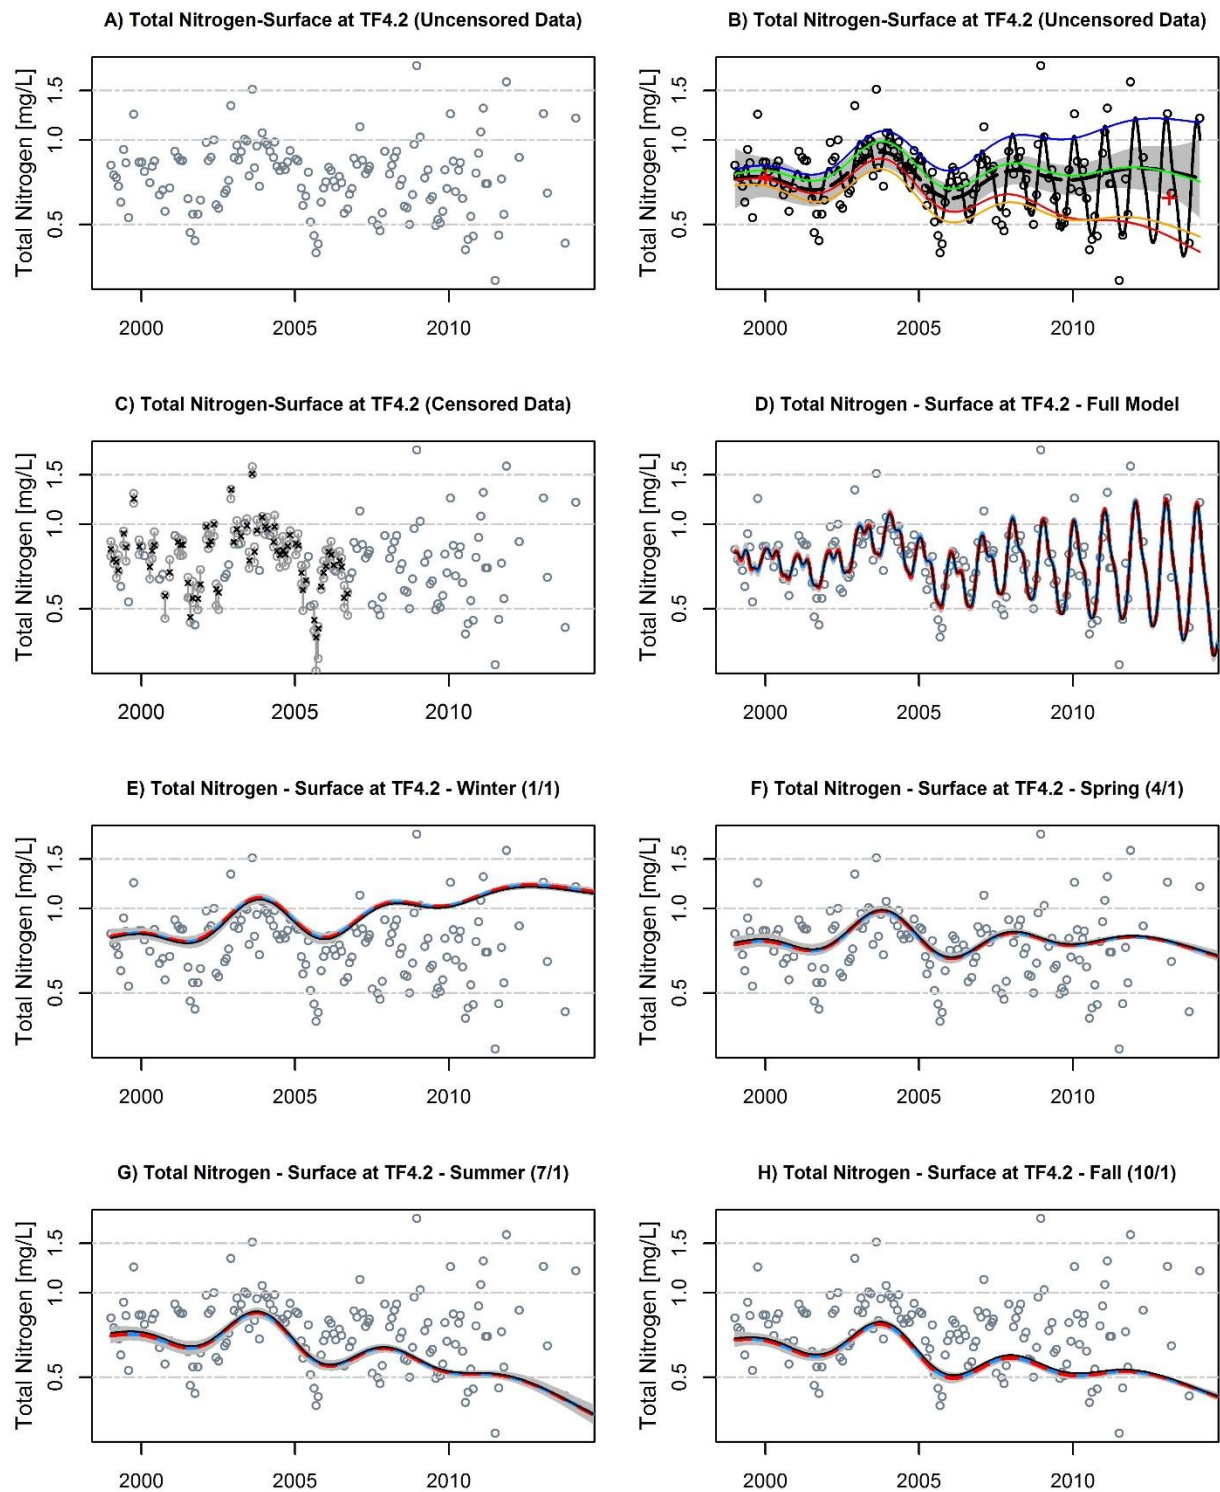 A) Total Nitrogen-Surface at TF4.2 (Uncensored Data)
Total Nitrogen [mg/L]
1.5
1.0
0.5
2000 2005 2010
B) Total Nitrogen-Surface at TF4.2 (Uncensored Data)
Total Nitrogen [mg/L]
1.5
1.0
0.5
2000 2005 2010
C) Total Nitrogen-Surface at TF4.2 (Censored Data)
Total Nitrogen [mg/L]
1.5
1.0
0.5
2000 2005 2010
D) Total Nitrogen - Surface at TF4.2 - Full Model
Total Nitrogen [mg/L]
1.5
1.0
0.5
2000 2005 2010
E) Total Nitrogen - Surface at TF4.2 - Winter (1/1)
Total Nitrogen [mg/L]
1.5
1.0
0.5
2000 2005 2010
F) Total Nitrogen - Surface at TF4.2 - Spring (4/1)
Total Nitrogen [mg/L]
1.5
1.0
0.5
2000 2005 2010
G) Total Nitrogen - Surface at TF4.2 - Summer (7/1)
Total Nitrogen [mg/L]
1.5
1.0
0.5
2000 2005 2010
H) Total Nitrogen - Surface at TF4.2 - Fall (10/1)
Total Nitrogen [mg/L]
1.5
1.0
0.5
2000 2005 2010